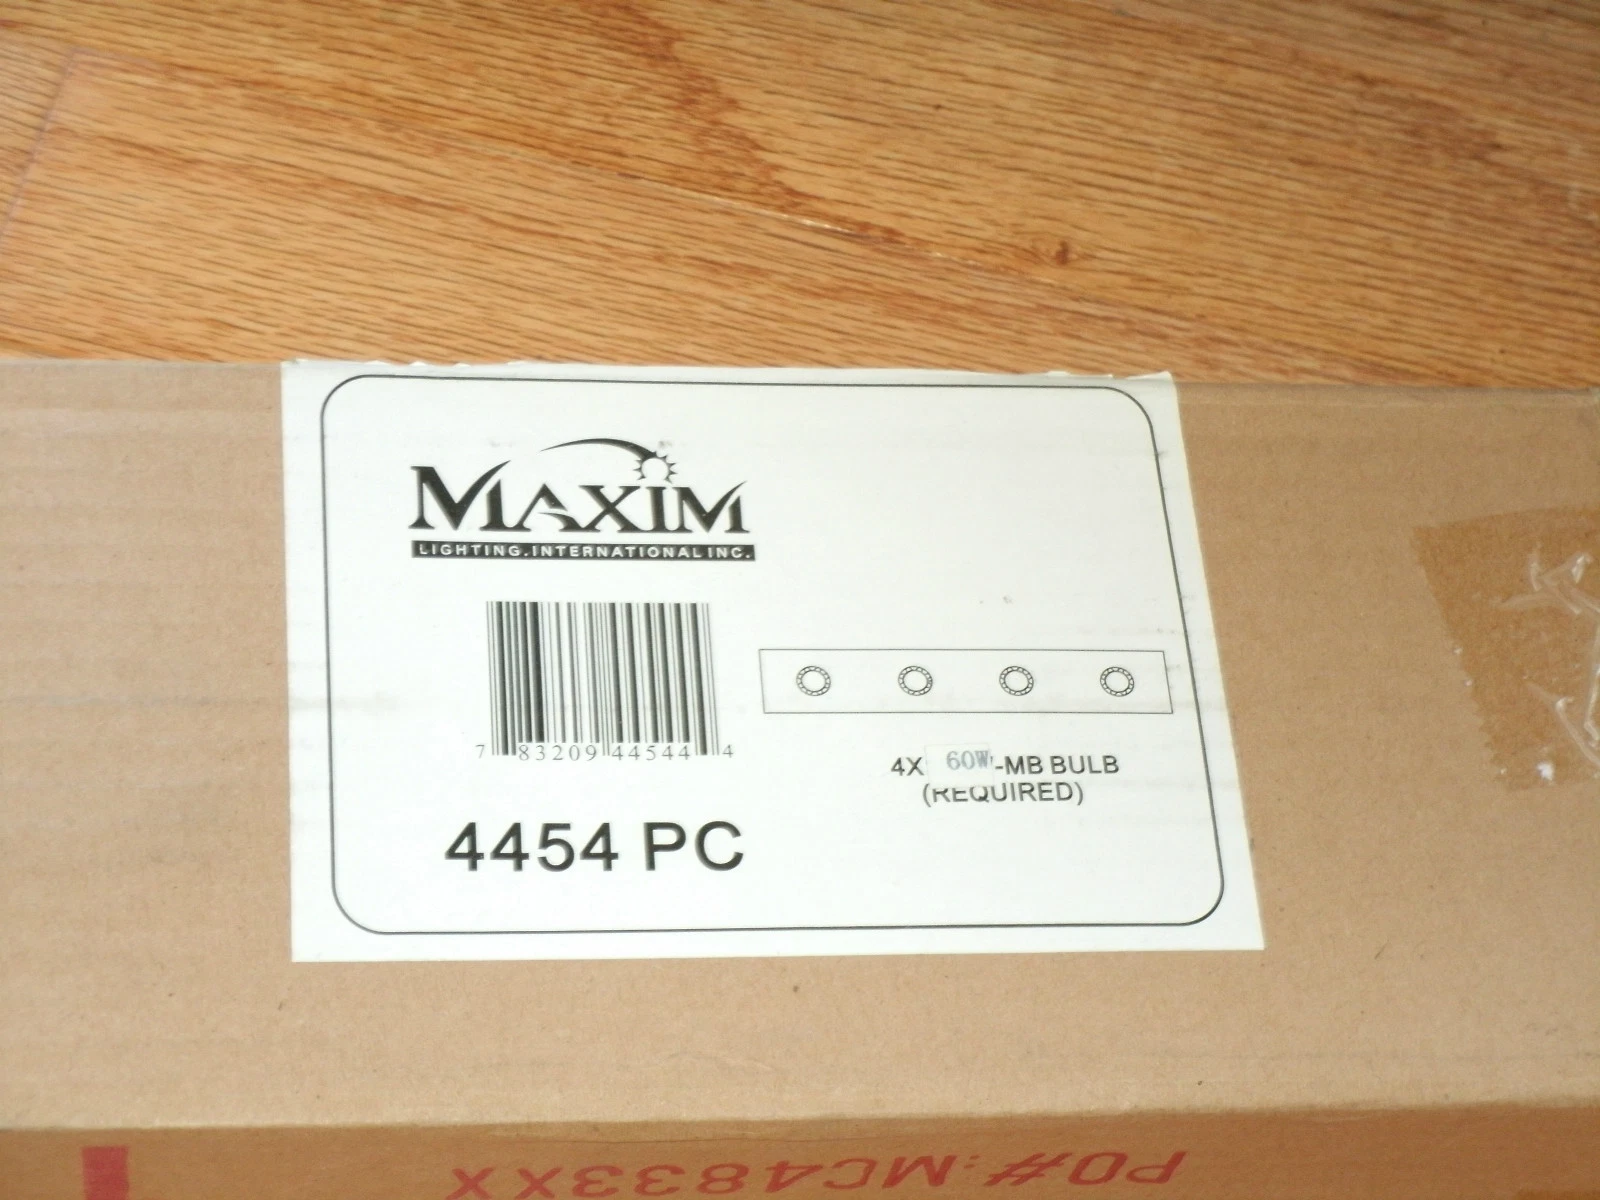 MAXIM
LIGHTING.INTERNATIONAL INC.
7 83209 44544 4
4X 60W -MB BULB
(REQUIRED)
4454 PC
PO#:MC4833XX